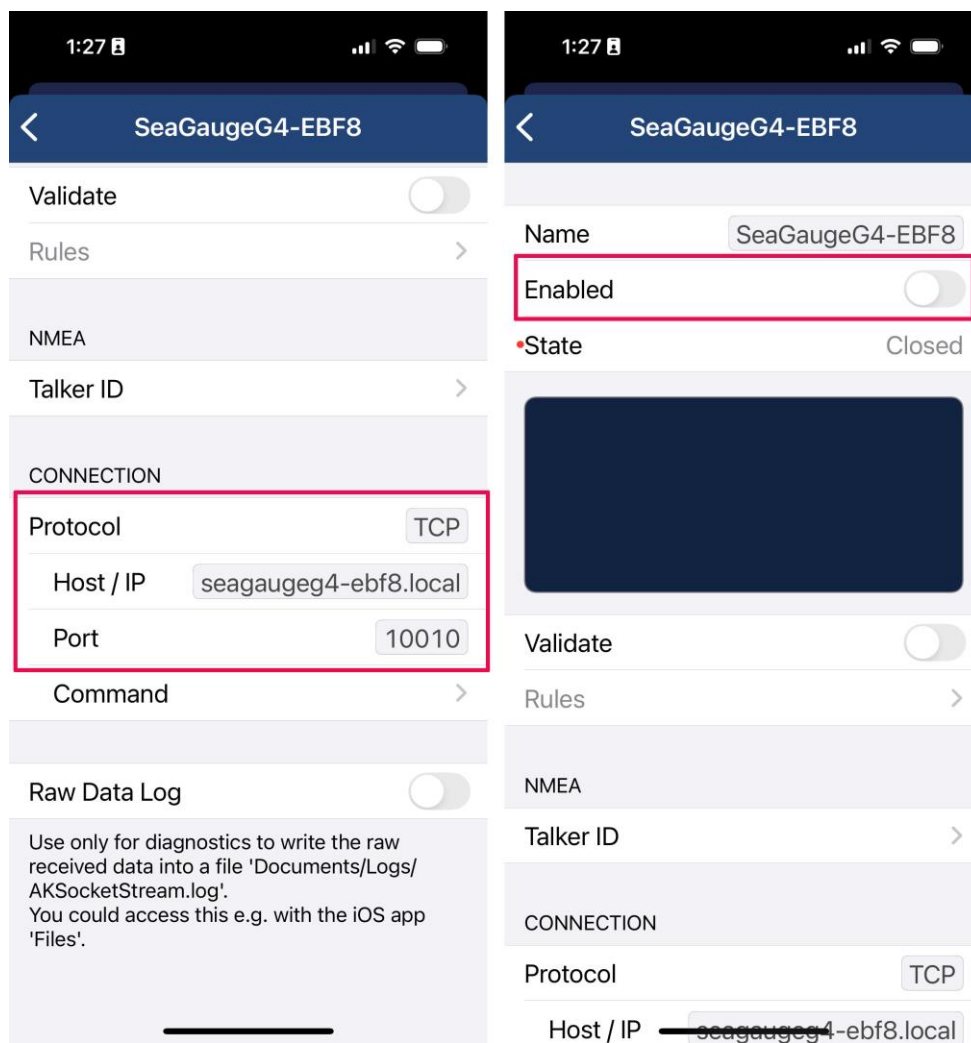 1:27
SeaGaugeG4-EBF8
Validate
Rules
NMEA
Talker ID
CONNECTION
Protocol TCP
Host / IP seagaugeg4-ebf8.local
Port 10010
Command
Raw Data Log
Use only for diagnostics to write the raw
received data into a file 'Documents/Logs/
AKSocketStream.log'.
You could access this e.g. with the iOS app
'Files'.
1:27
SeaGaugeG4-EBF8
Name SeaGaugeG4-EBF8
Enabled
•State Closed
Validate
Rules
NMEA
Talker ID
CONNECTION
Protocol TCP
Host / IP seagaugeg4-ebf8.local